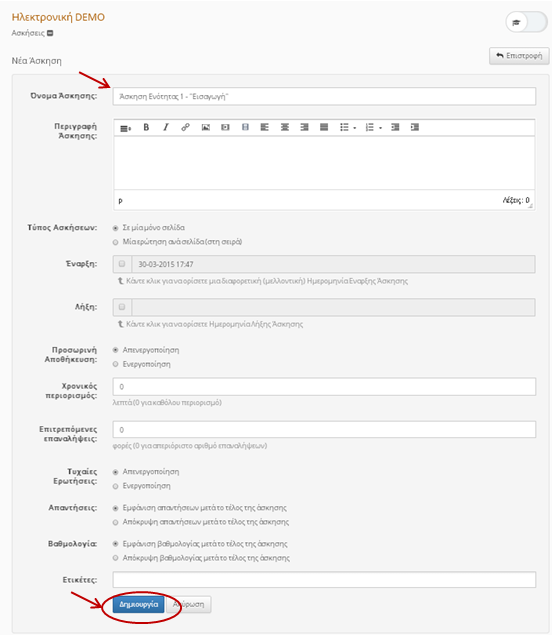 Ηλεκτρονική DEMO
Ασκήσεις
Νέα Άσκηση
Επιστροφή
Όνομα Άσκησης:
Άσκηση Ενότητας 1 - "Εισαγωγή"
Περιγραφή Άσκησης:
B I
p
Λέξεις: 0
Τύπος Ασκήσεων:
Σε μία μόνο σελίδα
Μία ερώτηση ανά σελίδα (στη σειρά)
Έναρξη:
30-03-2015 17:47
Κάντε κλικ για να ορίσετε μια διαφορετική (μελλοντική) Ημερομηνία Έναρξης Άσκησης
Λήξη:
Κάντε κλικ για να ορίσετε Ημερομηνία Λήξης Άσκησης
Προσωρινή Αποθήκευση:
Απενεργοποίηση
Ενεργοποίηση
Χρονικός περιορισμός:
0
λεπτά (0 για καθόλου περιορισμό)
Επιτρεπόμενες επαναλήψεις:
0
φορές (0 για απεριόριστο αριθμό επαναλήψεων)
Τυχαίες Ερωτήσεις:
Απενεργοποίηση
Ενεργοποίηση
Απαντήσεις:
Εμφάνιση απαντήσεων μετά το τέλος της άσκησης
Απόκρυψη απαντήσεων μετά το τέλος της άσκησης
Βαθμολογία:
Εμφάνιση βαθμολογίας μετά το τέλος της άσκησης
Απόκρυψη βαθμολογίας μετά το τέλος της άσκησης
Ετικέτες:
Δημιουργία
Ακύρωση